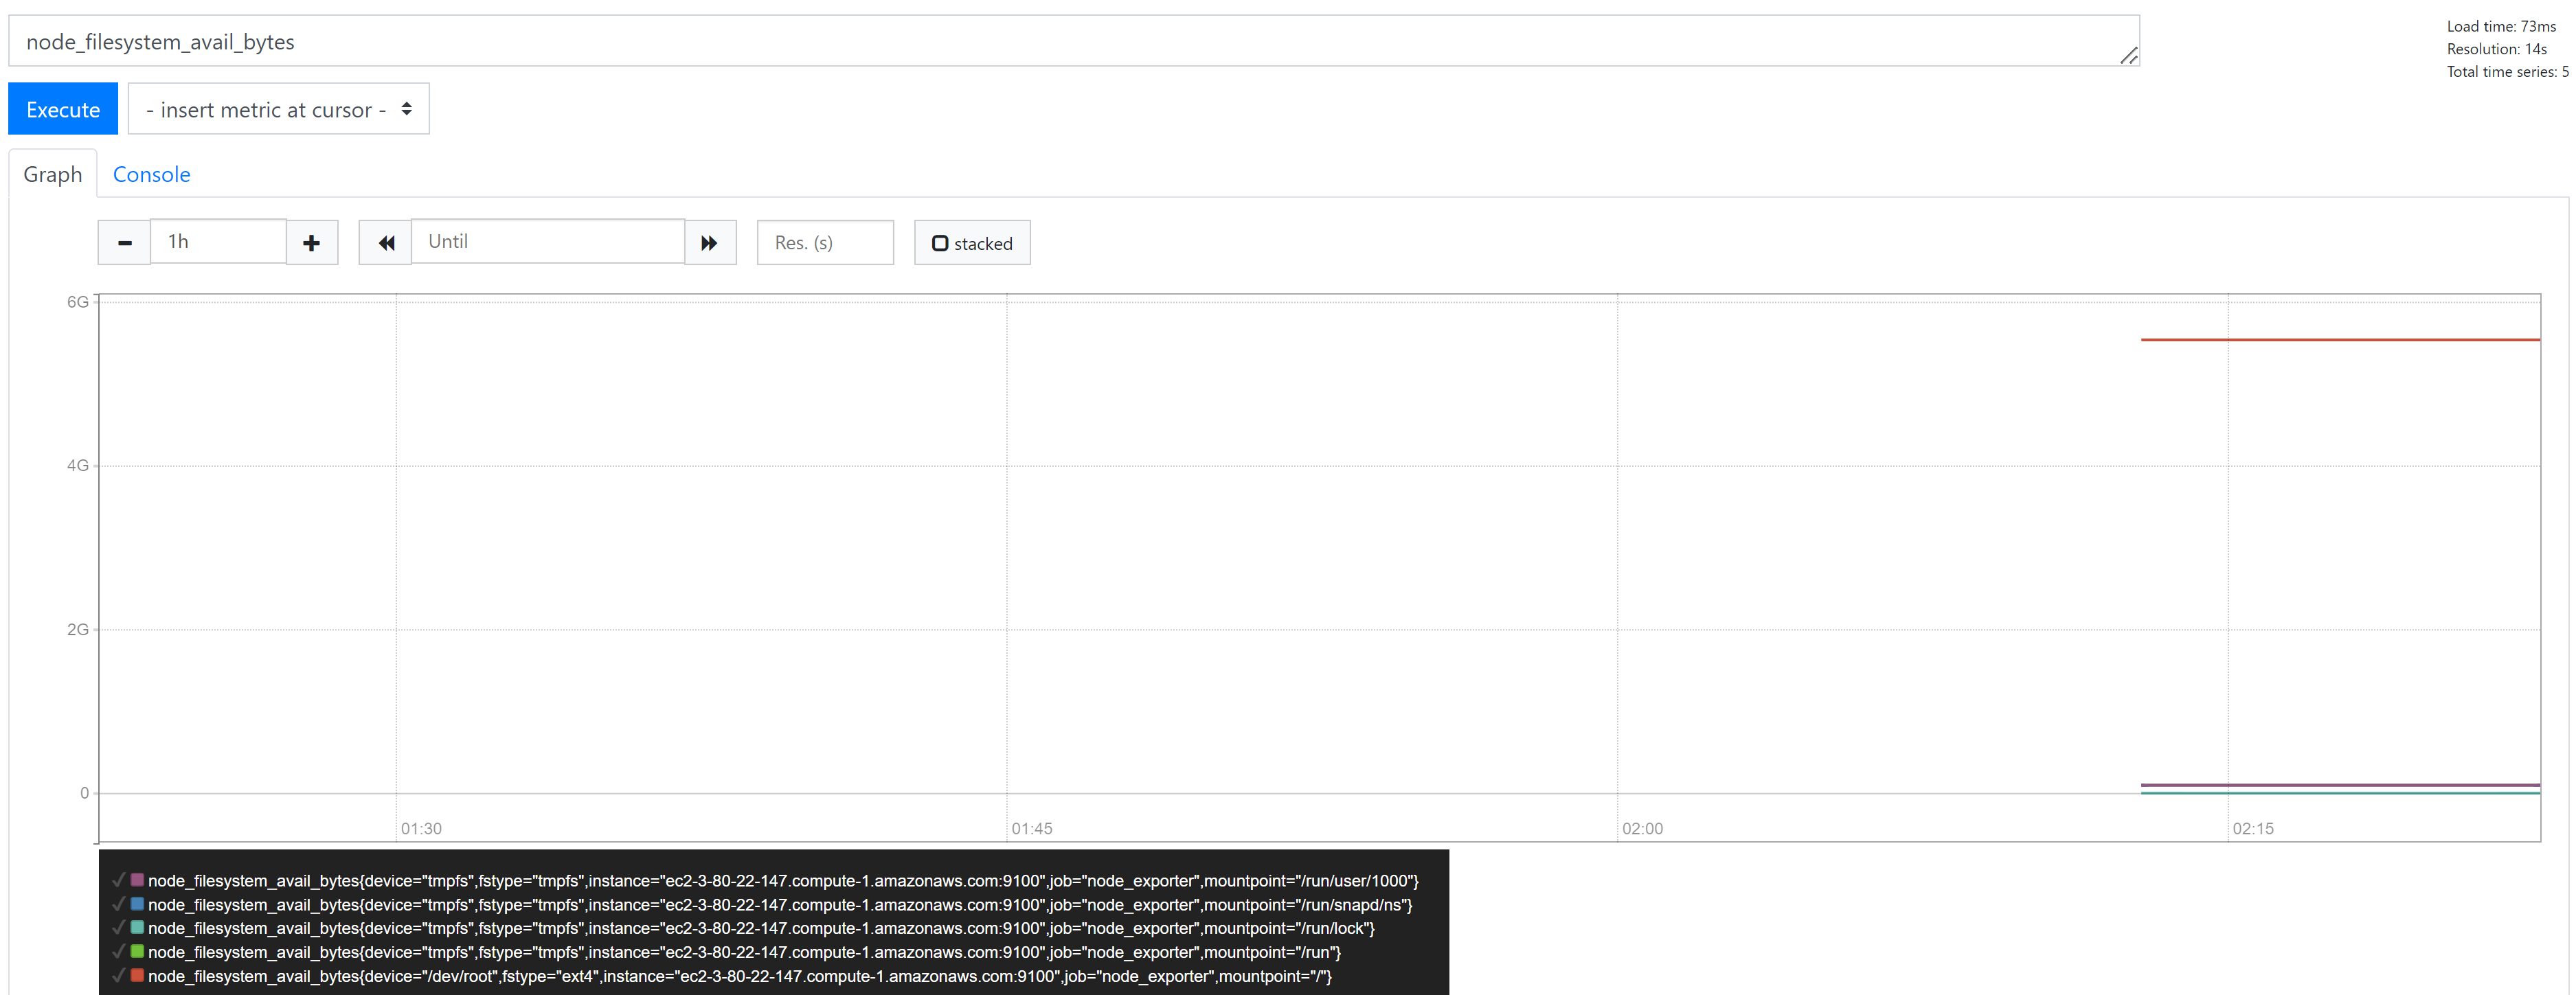 node_filesystem_avail_bytes
Load time: 73ms
Resolution: 14s
Total time series: 5
Execute
- insert metric at cursor -
Graph
Console
1h
Until
Res. (s)
stacked
6G
4G
2G
0
01:30
01:45
02:00
02:15
node_filesystem_avail_bytes{device="tmpfs",fstype="tmpfs",instance="ec2-3-80-22-147.compute-1.amazonaws.com:9100",job="node_exporter",mountpoint="/run/user/1000"}
node_filesystem_avail_bytes{device="tmpfs",fstype="tmpfs",instance="ec2-3-80-22-147.compute-1.amazonaws.com:9100",job="node_exporter",mountpoint="/run/snapd/ns"}
node_filesystem_avail_bytes{device="tmpfs",fstype="tmpfs",instance="ec2-3-80-22-147.compute-1.amazonaws.com:9100",job="node_exporter",mountpoint="/run/lock"}
node_filesystem_avail_bytes{device="tmpfs",fstype="tmpfs",instance="ec2-3-80-22-147.compute-1.amazonaws.com:9100",job="node_exporter",mountpoint="/run"}
node_filesystem_avail_bytes{device="/dev/root",fstype="ext4",instance="ec2-3-80-22-147.compute-1.amazonaws.com:9100",job="node_exporter",mountpoint="/"}